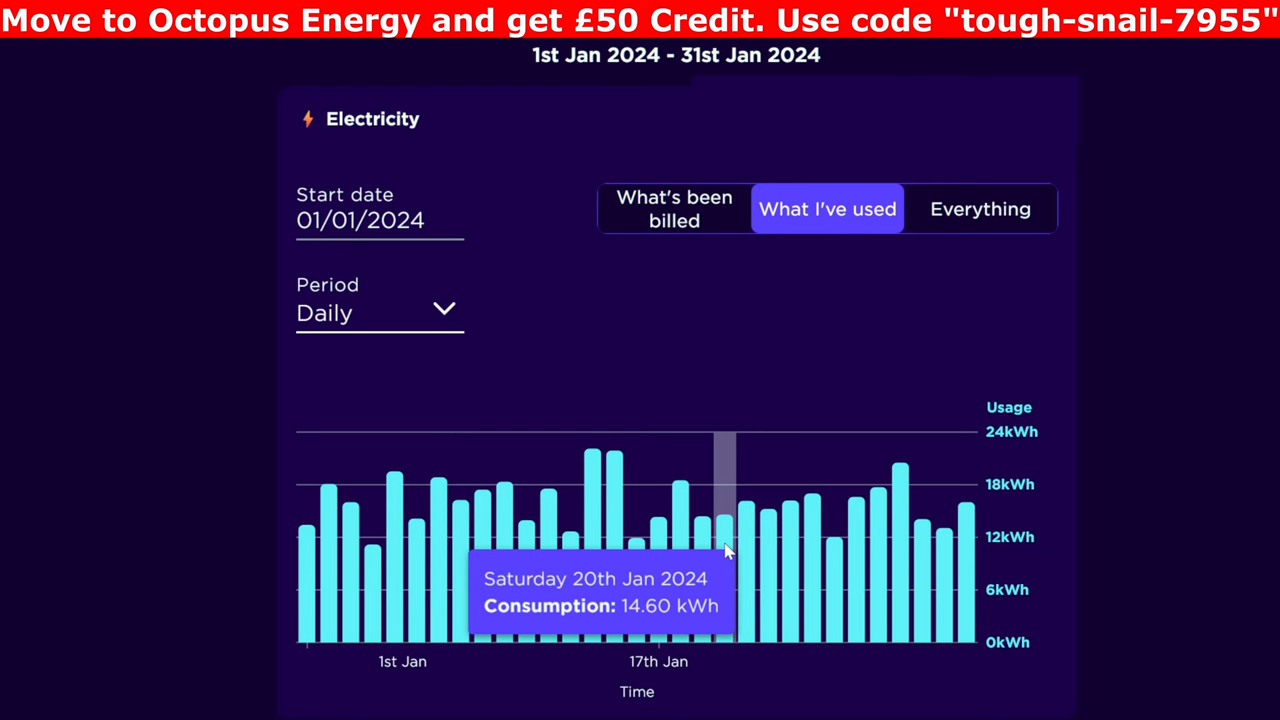 Move to Octopus Energy and get £50 Credit. Use code "tough-snail-7955"
1st Jan 2024 - 31st Jan 2024
Electricity
Start date
01/01/2024
What's been
billed
What I've used
Everything
Period
Daily
Usage
24kWh
18kWh
12kWh
6kWh
0kWh
Saturday 20th Jan 2024
Consumption: 14.60 kWh
1st Jan
17th Jan
Time